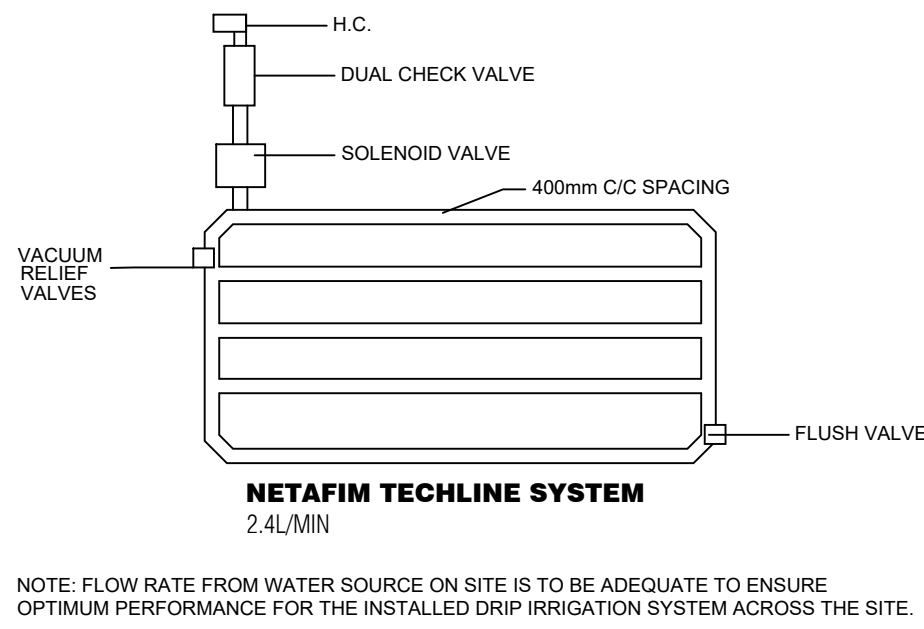 H.C.
DUAL CHECK VALVE
SOLENOID VALVE
400mm C/C SPACING
VACUUM
RELIEF
VALVES
FLUSH VALVE
NETAFIM TECHLINE SYSTEM
2.4L/MIN
NOTE: FLOW RATE FROM WATER SOURCE ON SITE IS TO BE ADEQUATE TO ENSURE
OPTIMUM PERFORMANCE FOR THE INSTALLED DRIP IRRIGATION SYSTEM ACROSS THE SITE.